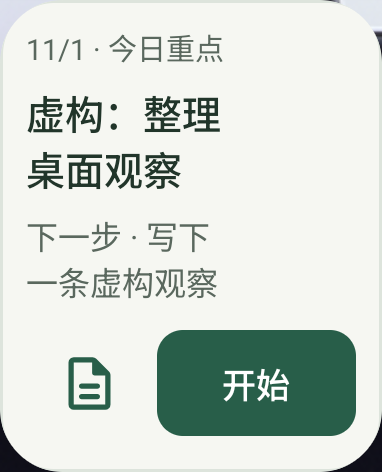 11/1 · 今日重点
虚构：整理
桌面观察
下一步 · 写下
一条虚构观察
开始